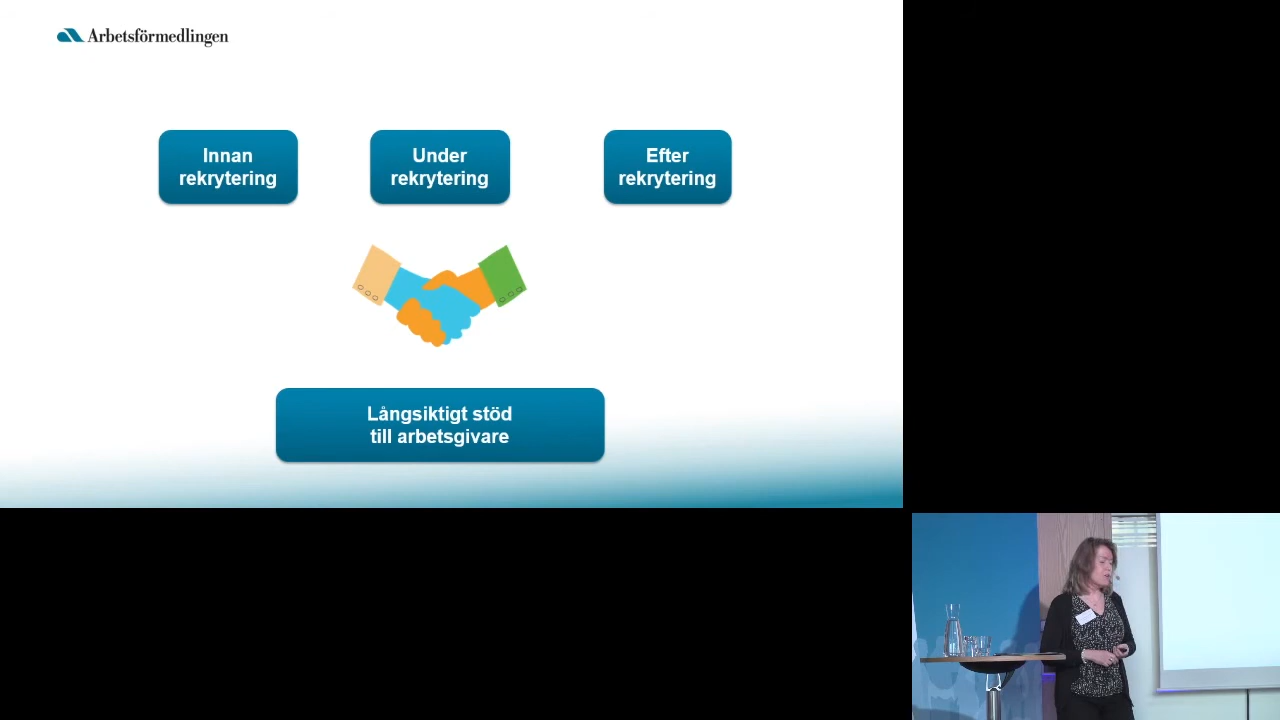 Arbetsförmedlingen
Innan
rekrytering
Under
rekrytering
Efter
rekrytering
Långsiktigt stöd
till arbetsgivare